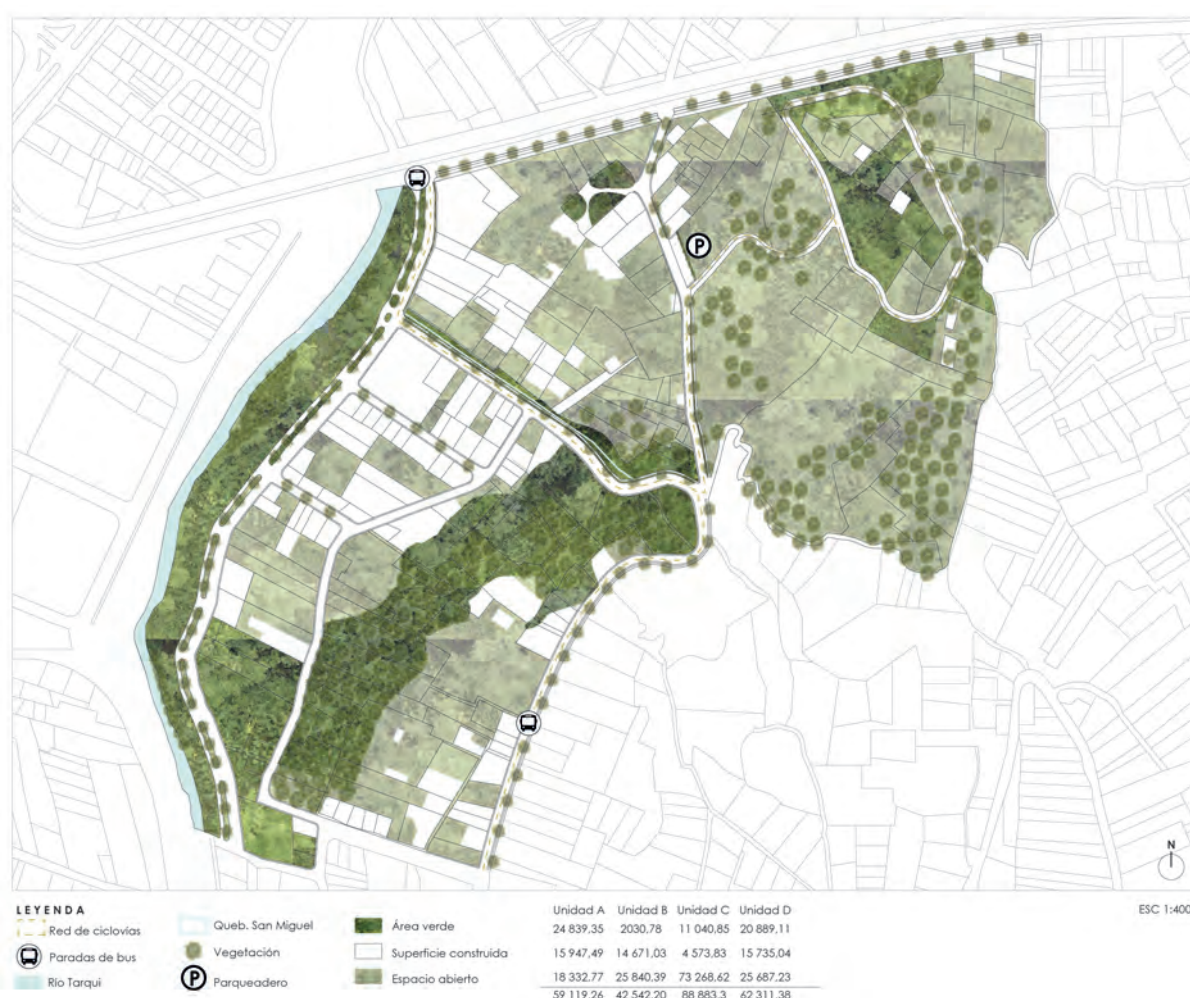 P
N
LEYENDA
Red de ciclovías
Paradas de bus
Río Tarqui
Queb. San Miguel
Vegetación
P Parqueadero
Área verde
Superficie construida
Espacio abierto
Unidad A Unidad B Unidad C Unidad D
24 839,35 2030,78 11 040,85 20 889,11
15 947,49 14 671,03 4 573,83 15 735,04
18 332,77 25 840,39 73 268,62 25 687,23
59 119,26 42 542,20 88 883,3 62 311,38
ESC 1:400